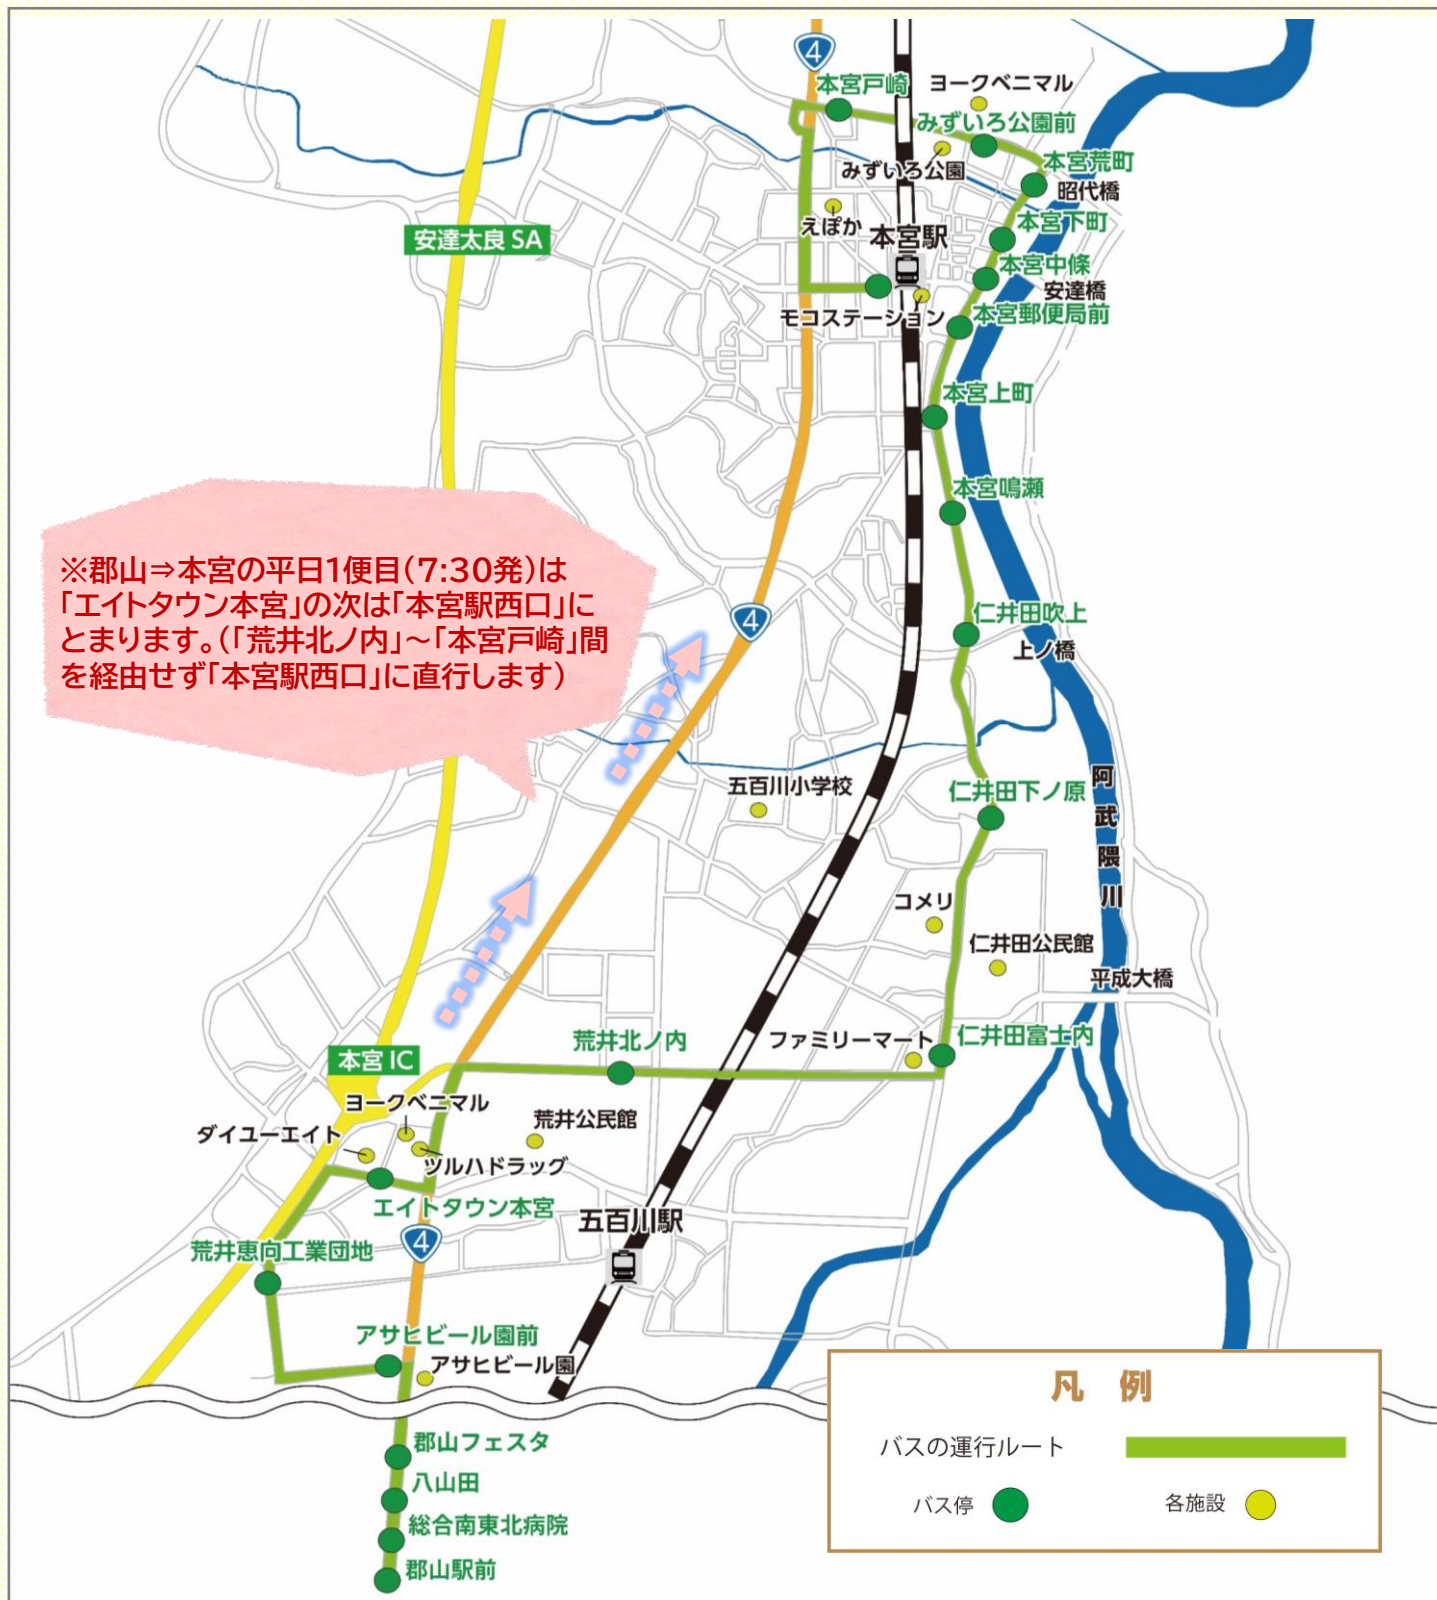 4
本宮戸崎
ヨークベニマル
みずいろ公園前
みずいろ公園
本宮荒町
昭代橋
えぽか
本宮駅
本宮下町
安達太良 SA
本宮中條
安達橋
モコステーション
本宮郵便局前
本宮上町
本宮鳴瀬
※郡山⇒本宮の平日1便目(7:30発)は
「エイトタウン本宮」の次は「本宮駅西口」に
とまります。(「荒井北ノ内」～「本宮戸崎」間
を経由せず「本宮駅西口」に直行します)
4
仁井田吹上
上ノ橋
五百川小学校
仁井田下ノ原
阿武隈川
コメリ
仁井田公民館
平成大橋
荒井北ノ内
ファミリーマート
仁井田富士内
本宮 IC
ヨークベニマル
ダイユーエイト
荒井公民館
ツルハドラッグ
エイトタウン本宮
五百川駅
4
荒井恵向工業団地
アサヒビール園前
アサヒビール園
郡山フェスタ
八山田
総合南東北病院
郡山駅前
凡 例
バスの運行ルート
バス停
各施設